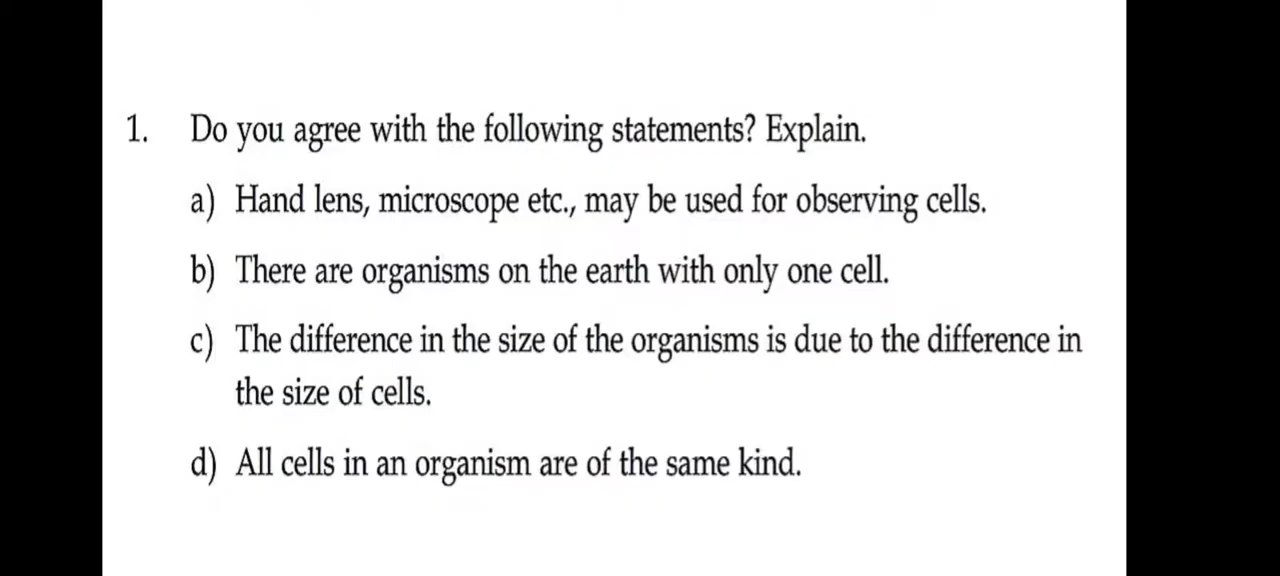 1. Do you agree with the following statements? Explain.
a) Hand lens, microscope etc., may be used for observing cells.
b) There are organisms on the earth with only one cell.
c) The difference in the size of the organisms is due to the difference in
the size of cells.
d) All cells in an organism are of the same kind.